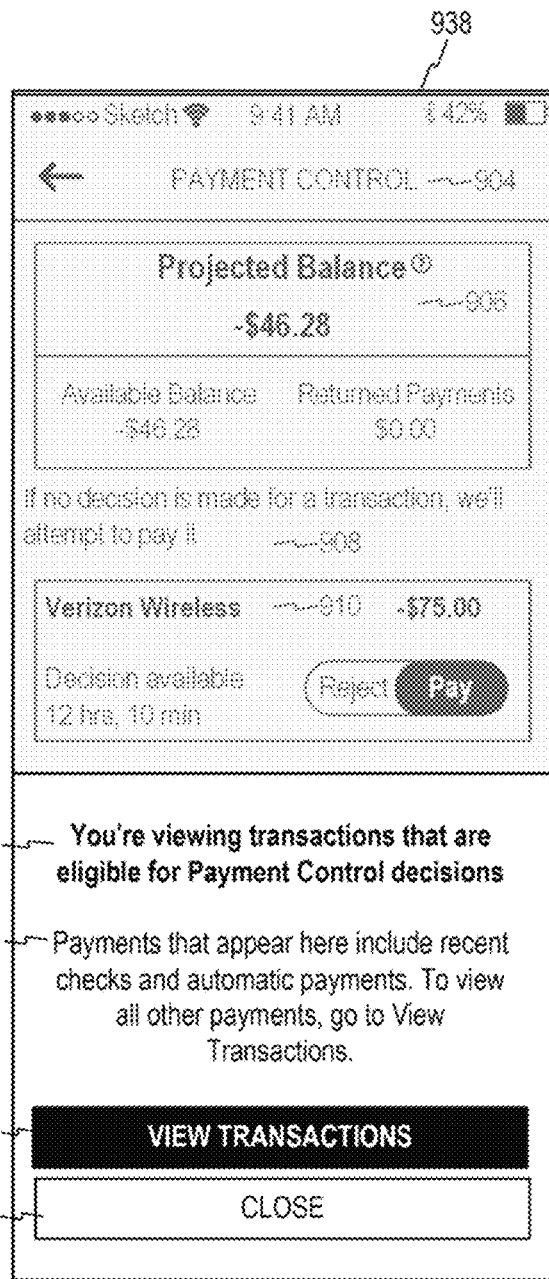 938
Sketch 9:41 AM 42%
PAYMENT CONTROL 904
Projected Balance ?
906
-$46.28
Available Balance Returned Payments
-$46.28 $0.00
If no decision is made for a transaction, we'll
attempt to pay it 908
Verizon Wireless 910 -$75.00
Decision available
12 hrs, 10 min
Reject Pay
You're viewing transactions that are
eligible for Payment Control decisions
Payments that appear here include recent
checks and automatic payments. To view
all other payments, go to View
Transactions.
VIEW TRANSACTIONS
CLOSE